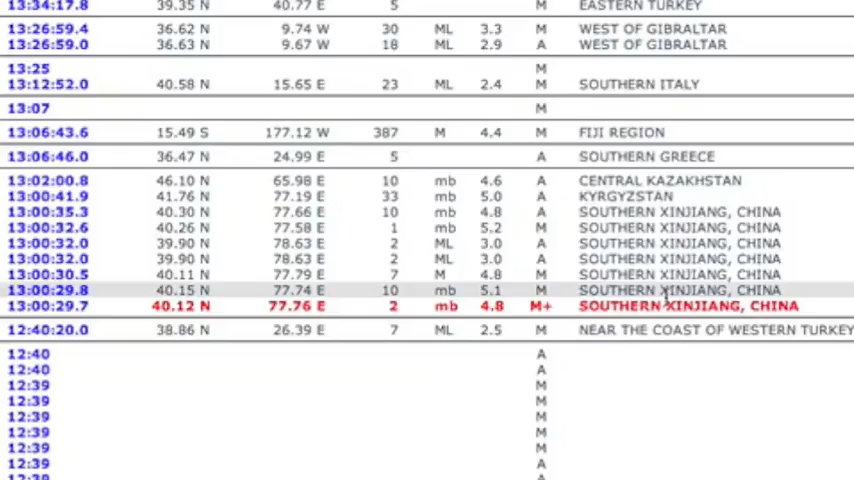 13:34:17.8 39.35 N 40.77 E 5 M EASTERN TURKEY
13:26:59.4 36.62 N 9.74 W 30 ML 3.3 M WEST OF GIBRALTAR
13:26:59.0 36.63 N 9.67 W 18 ML 2.9 A WEST OF GIBRALTAR
13:25 M
13:12:52.0 40.58 N 15.65 E 23 ML 2.4 M SOUTHERN ITALY
13:07 M
13:06:43.6 15.49 S 177.12 W 387 M 4.4 M FIJI REGION
13:06:46.0 36.47 N 24.99 E 5 A SOUTHERN GREECE
13:02:00.8 46.10 N 65.98 E 10 mb 4.6 A CENTRAL KAZAKHSTAN
13:00:41.9 41.76 N 77.19 E 33 mb 5.0 A KYRGYZSTAN
13:00:35.3 40.30 N 77.66 E 10 mb 4.8 A SOUTHERN XINJIANG, CHINA
13:00:32.6 40.26 N 77.58 E 1 mb 5.2 M SOUTHERN XINJIANG, CHINA
13:00:32.0 39.90 N 78.63 E 2 ML 3.0 A SOUTHERN XINJIANG, CHINA
13:00:32.0 39.90 N 78.63 E 2 ML 3.0 A SOUTHERN XINJIANG, CHINA
13:00:30.5 40.11 N 77.79 E 7 M 4.8 M SOUTHERN XINJIANG, CHINA
13:00:29.8 40.15 N 77.74 E 10 mb 5.1 M SOUTHERN XINJIANG, CHINA
13:00:29.7 40.12 N 77.76 E 2 mb 4.8 M+ SOUTHERN XINJIANG, CHINA
12:40:20.0 38.86 N 26.39 E 7 ML 2.5 M NEAR THE COAST OF WESTERN TURKEY
12:40 A
12:40 A
12:39 M
12:39 M
12:39 M
12:39 M
12:39 M
12:39 A
12:39 A